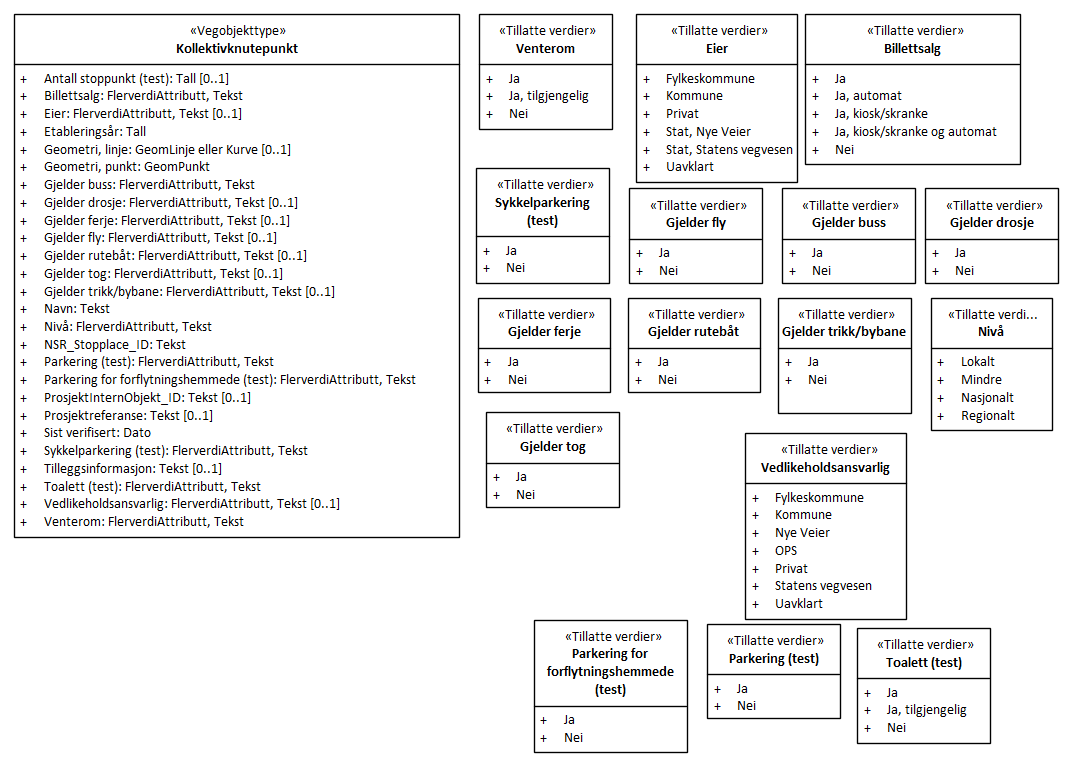 «Vegobjekttype»
Kollektivknutepunkt
+ Antall stoppunkt (test): Tall [0..1]
+ Billettsalg: FlerverdiAttributt, Tekst
+ Eier: FlerverdiAttributt, Tekst [0..1]
+ Etableringsår: Tall
+ Geometri, linje: GeomLinje eller Kurve [0..1]
+ Geometri, punkt: GeomPunkt
+ Gjelder buss: FlerverdiAttributt, Tekst
+ Gjelder drosje: FlerverdiAttributt, Tekst [0..1]
+ Gjelder ferje: FlerverdiAttributt, Tekst [0..1]
+ Gjelder fly: FlerverdiAttributt, Tekst [0..1]
+ Gjelder rutebåt: FlerverdiAttributt, Tekst [0..1]
+ Gjelder tog: FlerverdiAttributt, Tekst [0..1]
+ Gjelder trikk/bybane: FlerverdiAttributt, Tekst [0..1]
+ Navn: Tekst
+ Nivå: FlerverdiAttributt, Tekst
+ NSR_Stopplace_ID: Tekst
+ Parkering (test): FlerverdiAttributt, Tekst
+ Parkering for forflytningshemmede (test): FlerverdiAttributt, Tekst
+ ProsjektInternObjekt_ID: Tekst [0..1]
+ Prosjektreferanse: Tekst [0..1]
+ Sist verifisert: Dato
+ Sykkelparkering (test): FlerverdiAttributt, Tekst
+ Tilleggsinformasjon: Tekst [0..1]
+ Toalett (test): FlerverdiAttributt, Tekst
+ Vedlikeholdsansvarlig: FlerverdiAttributt, Tekst [0..1]
+ Venterom: FlerverdiAttributt, Tekst
«Tillatte verdier»
Venterom
+ Ja
+ Ja, tilgjengelig
+ Nei
«Tillatte verdier»
Eier
+ Fylkeskommune
+ Kommune
+ Privat
+ Stat, Nye Veier
+ Stat, Statens vegvesen
+ Uavklart
«Tillatte verdier»
Billettsalg
+ Ja
+ Ja, automat
+ Ja, kiosk/skranke
+ Ja, kiosk/skranke og automat
+ Nei
«Tillatte verdier»
Sykkelparkering
(test)
+ Ja
+ Nei
«Tillatte verdier»
Gjelder fly
+ Ja
+ Nei
«Tillatte verdier»
Gjelder buss
+ Ja
+ Nei
«Tillatte verdier»
Gjelder drosje
+ Ja
+ Nei
«Tillatte verdier»
Gjelder ferje
+ Ja
+ Nei
«Tillatte verdier»
Gjelder rutebåt
+ Ja
+ Nei
«Tillatte verdier»
Gjelder trikk/bybane
+ Ja
+ Nei
«Tillatte verdi...
Nivå
+ Lokalt
+ Mindre
+ Nasjonalt
+ Regionalt
«Tillatte verdier»
Gjelder tog
+ Ja
+ Nei
«Tillatte verdier»
Vedlikeholdsansvarlig
+ Fylkeskommune
+ Kommune
+ Nye Veier
+ OPS
+ Privat
+ Statens vegvesen
+ Uavklart
«Tillatte verdier»
Parkering for
forflytningshemmede
(test)
+ Ja
+ Nei
«Tillatte verdier»
Parkering (test)
+ Ja
+ Nei
«Tillatte verdier»
Toalett (test)
+ Ja
+ Ja, tilgjengelig
+ Nei